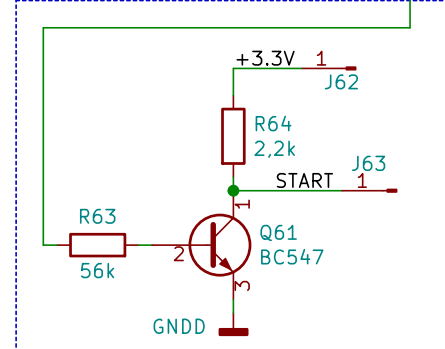 +3.3V 1
J62
R64
2,2k
J63
START 1
1
R63
Q61
2
BC547
56k
3
GNDD